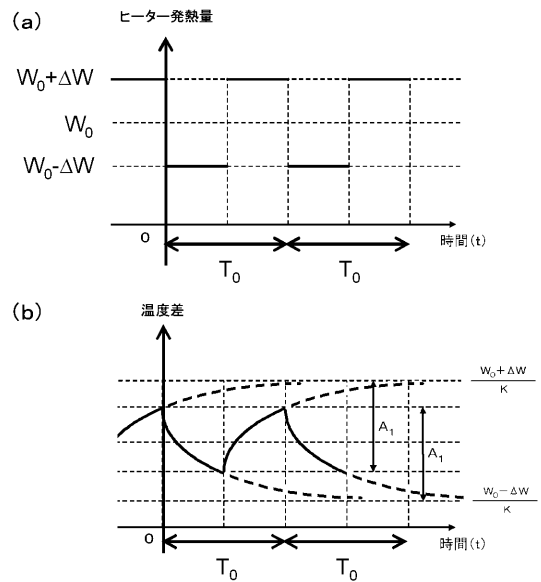 (a)
ヒーター発熱量
W₀+ΔW
W₀
W₀-ΔW
0
時間(t)
T₀ T₀
(b)
温度差
W₀+ΔW
K
A₁
A₁
W₀-ΔW
K
0
時間(t)
T₀ T₀